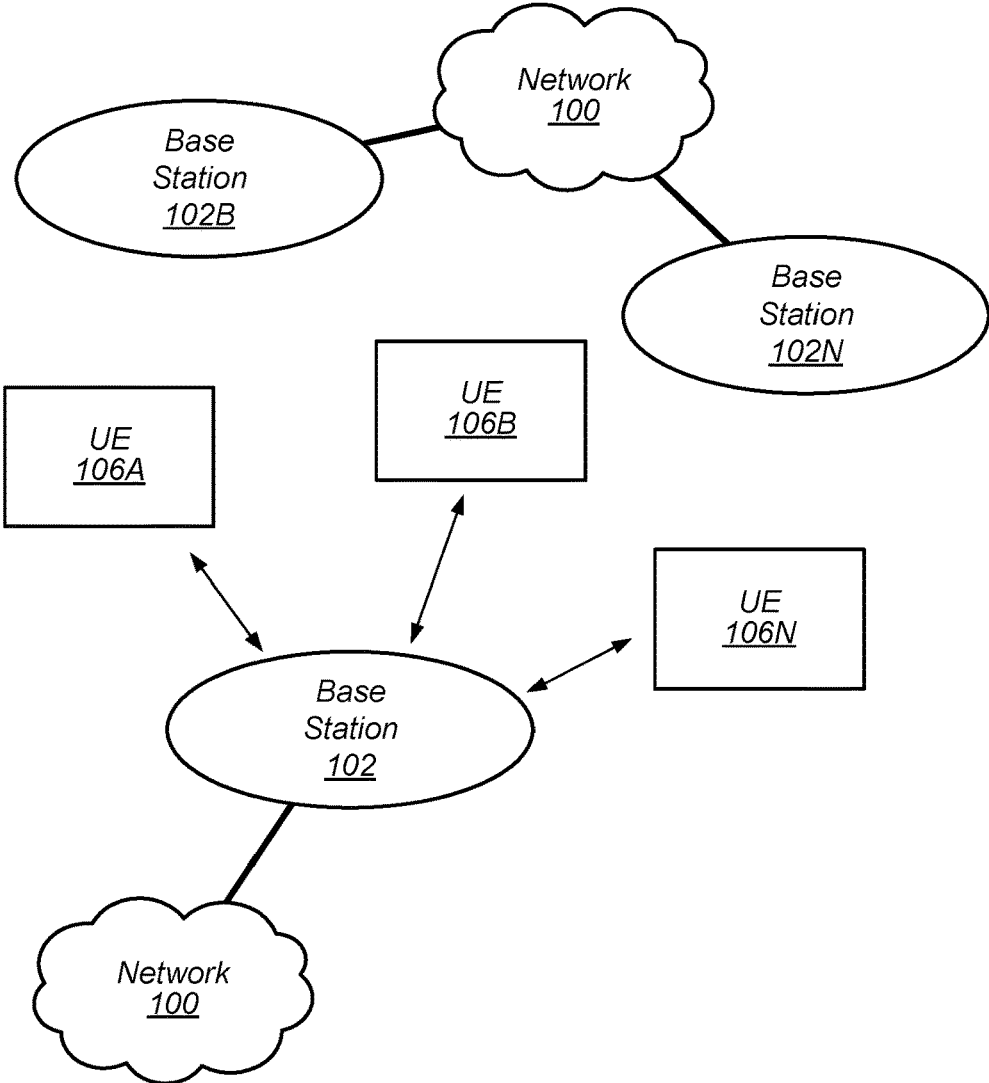 Network
100
Base
Station
102B
Base
Station
102N
UE
106B
UE
106A
UE
106N
Base
Station
102
Network
100